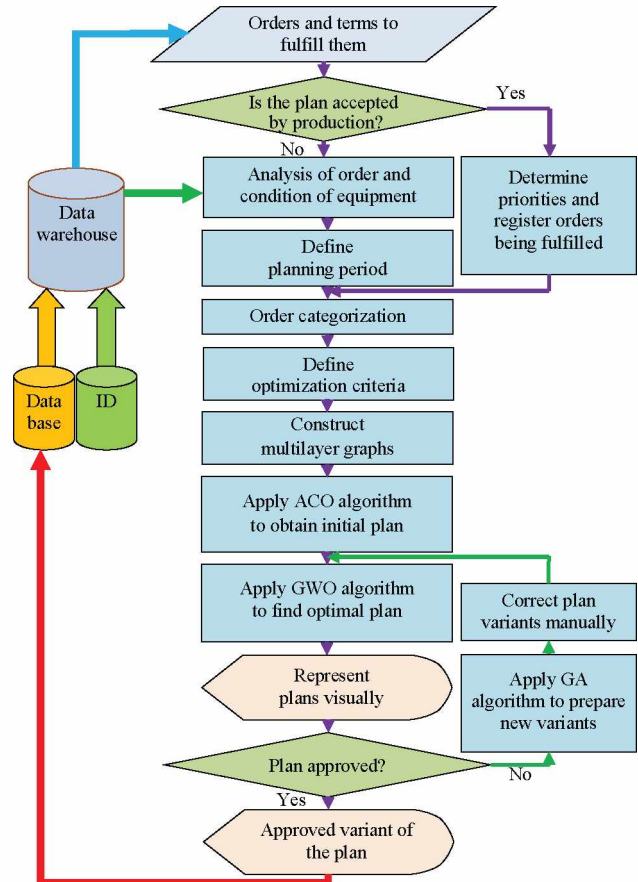 Orders and terms to
fulfill them
Is the plan accepted
by production?
Yes
No
Analysis of order and
condition of equipment
Determine
priorities and
register orders
being fulfilled
Data
warehouse
Define
planning period
Order categorization
Define
optimization criteria
Data
base
ID
Construct
multilayer graphs
Apply ACO algorithm
to obtain initial plan
Apply GWO algorithm
to find optimal plan
Correct plan
variants manually
Represent
plans visually
Apply GA
algorithm to prepare
new variants
Plan approved?
No
Yes
Approved variant of
the plan